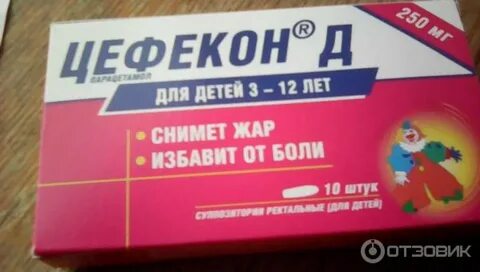 250 мг
ЦЕФЕКОН® Д
ПАРАЦЕТАМОЛ
ДЛЯ ДЕТЕЙ 3 – 12 ЛЕТ
• СНИМЕТ ЖАР
• ИЗБАВИТ ОТ БОЛИ
10 штук
СУППОЗИТОРИИ РЕКТАЛЬНЫЕ (ДЛЯ ДЕТЕЙ)
ОТЗОВИК